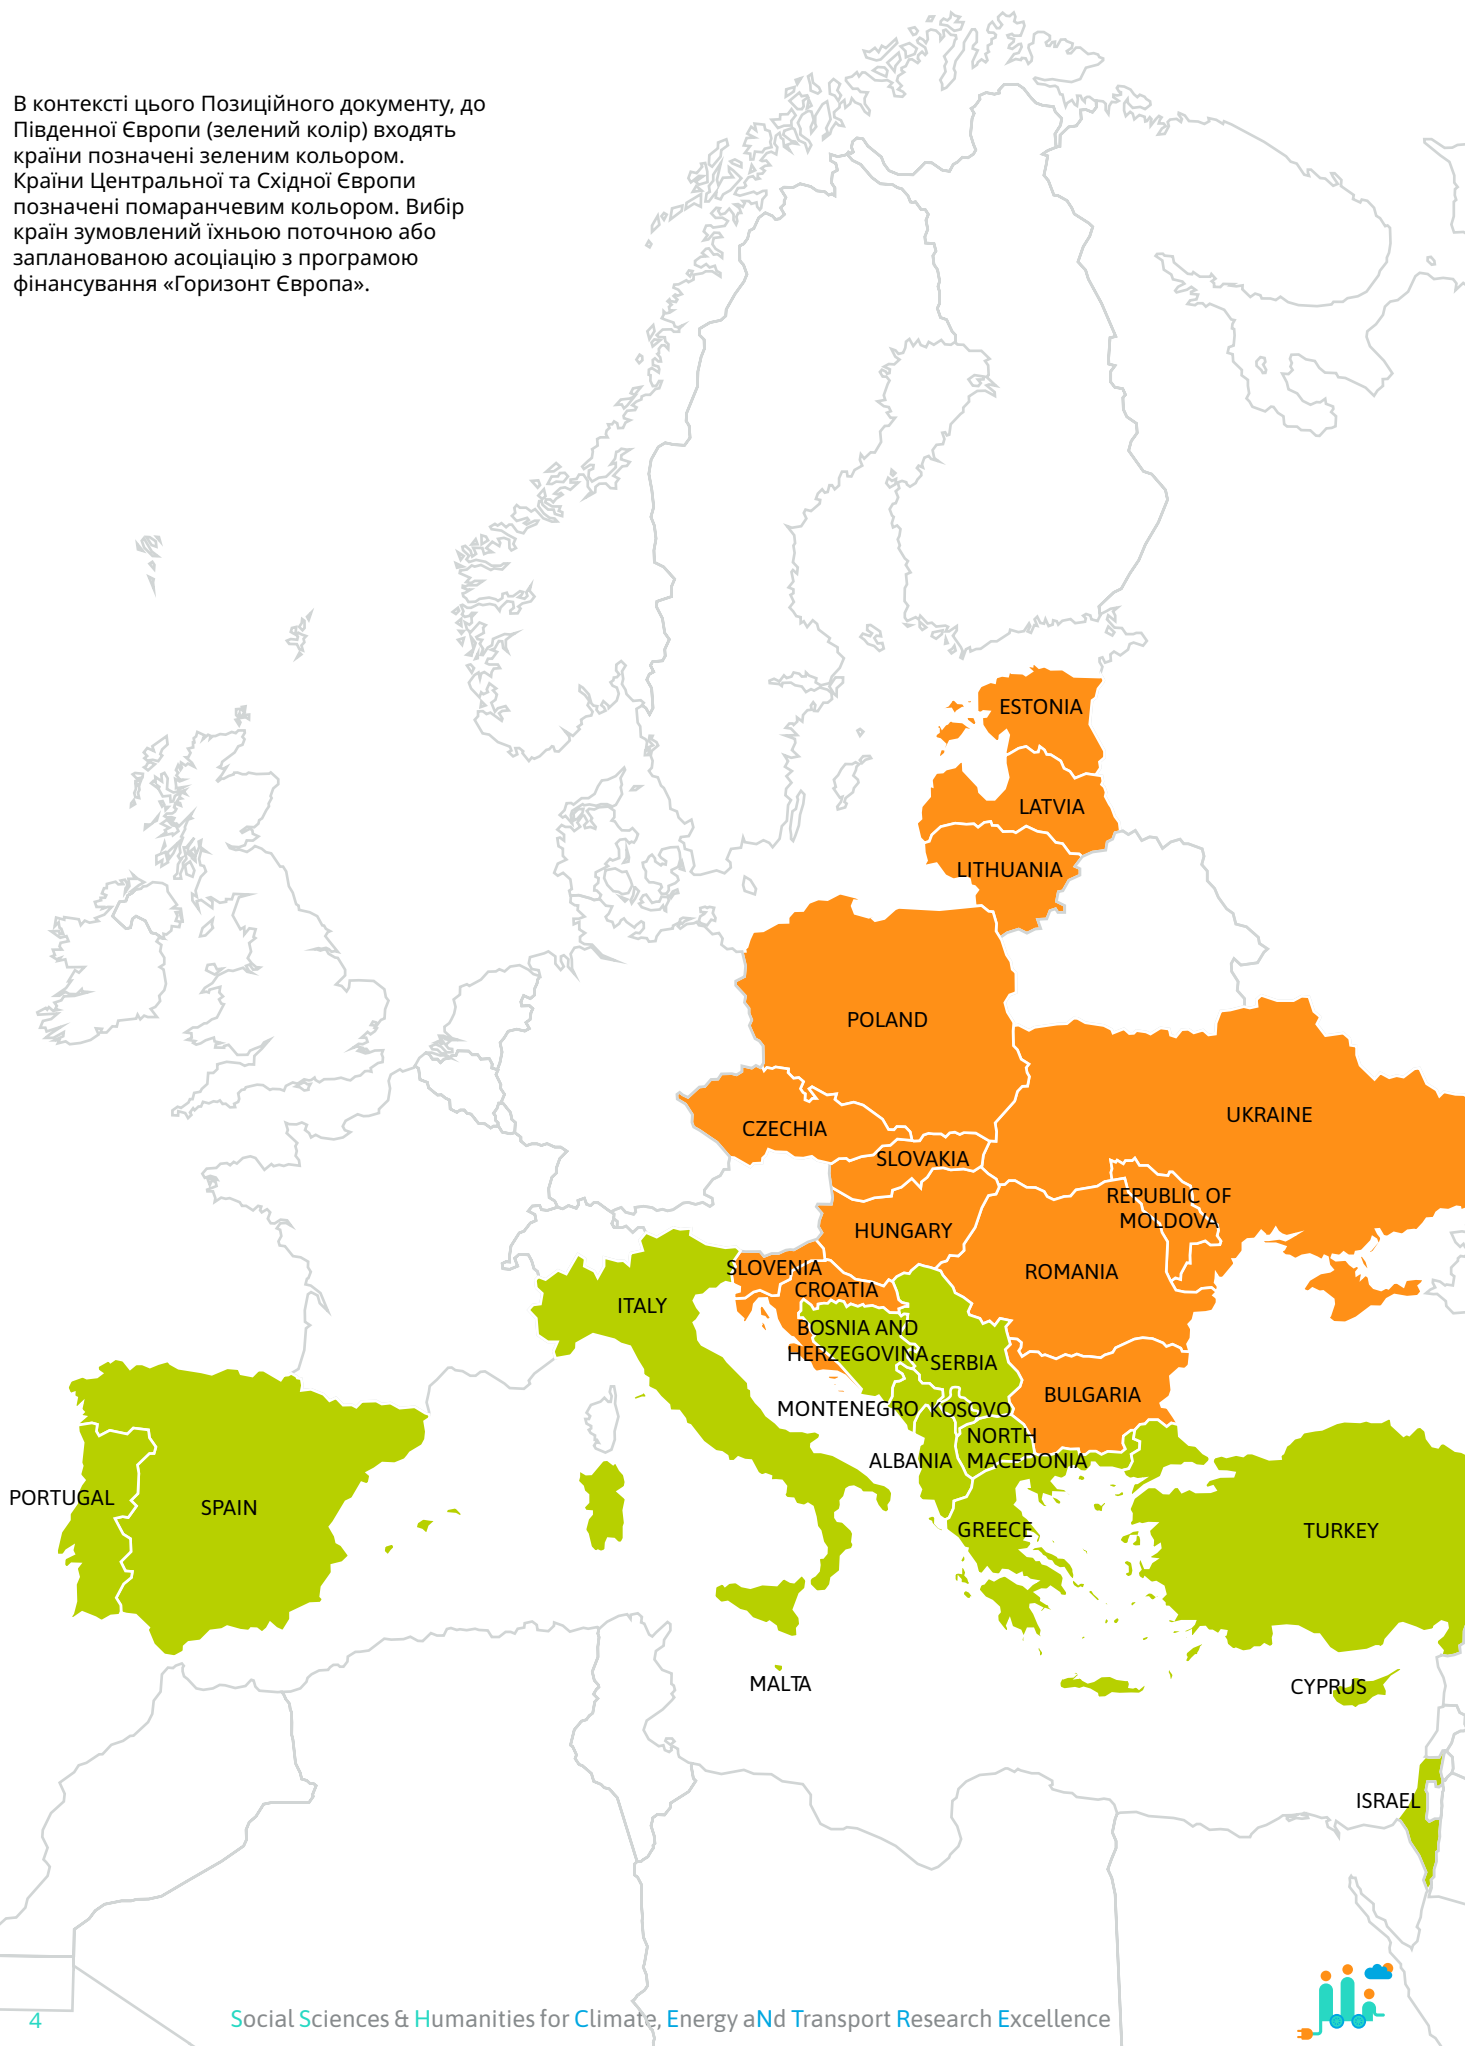 В контексті цього Позиційного документу, до
Південної Європи (зелений колір) входять
країни позначені зеленим кольором.
Країни Центральної та Східної Європи
позначені помаранчевим кольором. Вибір
країн зумовлений їхньою поточною або
запланованою асоціацію з програмою
фінансування «Горизонт Європа».
ESTONIA
LATVIA
LITHUANIA
POLAND
UKRAINE
CZECHIA
SLOVAKIA
REPUBLIC OF
MOLDOVA
HUNGARY
SLOVENIA
ROMANIA
CROATIA
ITALY
BOSNIA AND
HERZEGOVINA
SERBIA
BULGARIA
MONTENEGRO
KOSOVO
NORTH
MACEDONIA
ALBANIA
PORTUGAL
SPAIN
GREECE
TURKEY
MALTA
CYPRUS
ISRAEL
4
Social Sciences & Humanities for Climate, Energy aNd Transport Research Excellence